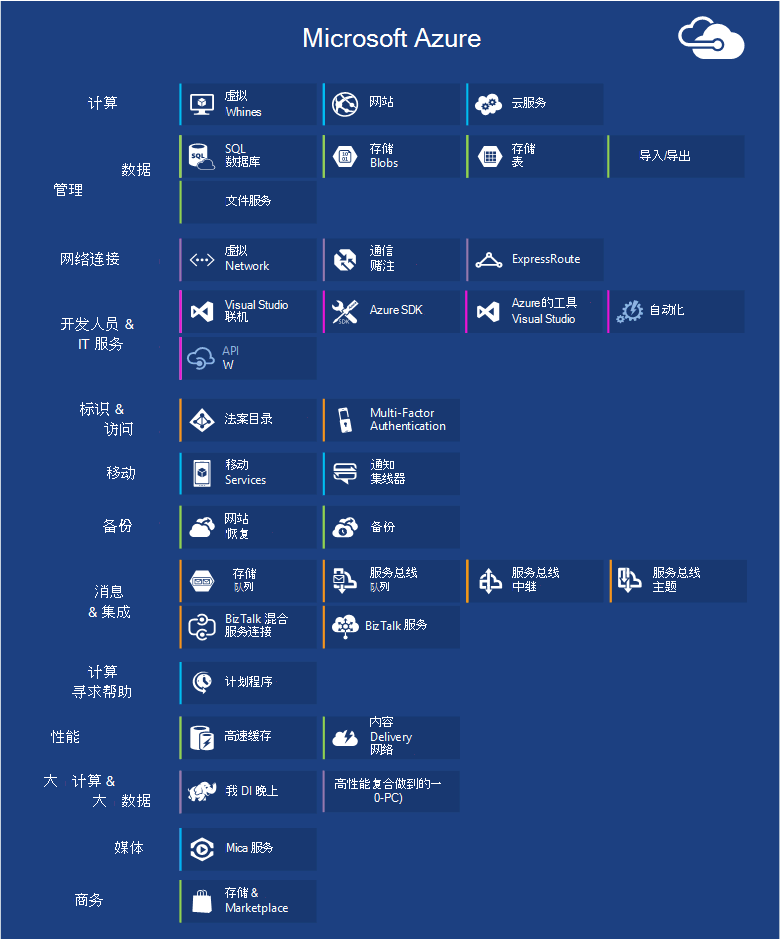 Microsoft Azure
计算
虚拟
Whines
网站
云服务
数据
管理
SQL
数据库
存储
Blobs
存储
表
导入/导出
文件服务
网络连接
虚拟
Network
通信
赌注
ExpressRoute
开发人员 &
IT 服务
Visual Studio
联机
Azure SDK
Azure的工具
Visual Studio
自动化
API
W
标识 &
访问
法案目录
Multi-Factor
Authentication
移动
移动
Services
通知
集线器
备份
网站
恢复
备份
消息
& 集成
存储
队列
服务总线
队列
服务总线
中继
服务总线
主题
BizTalk 混合
服务连接
BizTalk 服务
计算
寻求帮助
计划程序
性能
高速缓存
内容
Delivery
网络
大 计算 &
大 数据
我 DI 晚上
高性能复合做到的一
0-PC)
媒体
Mica 服务
商务
存储 &
Marketplace